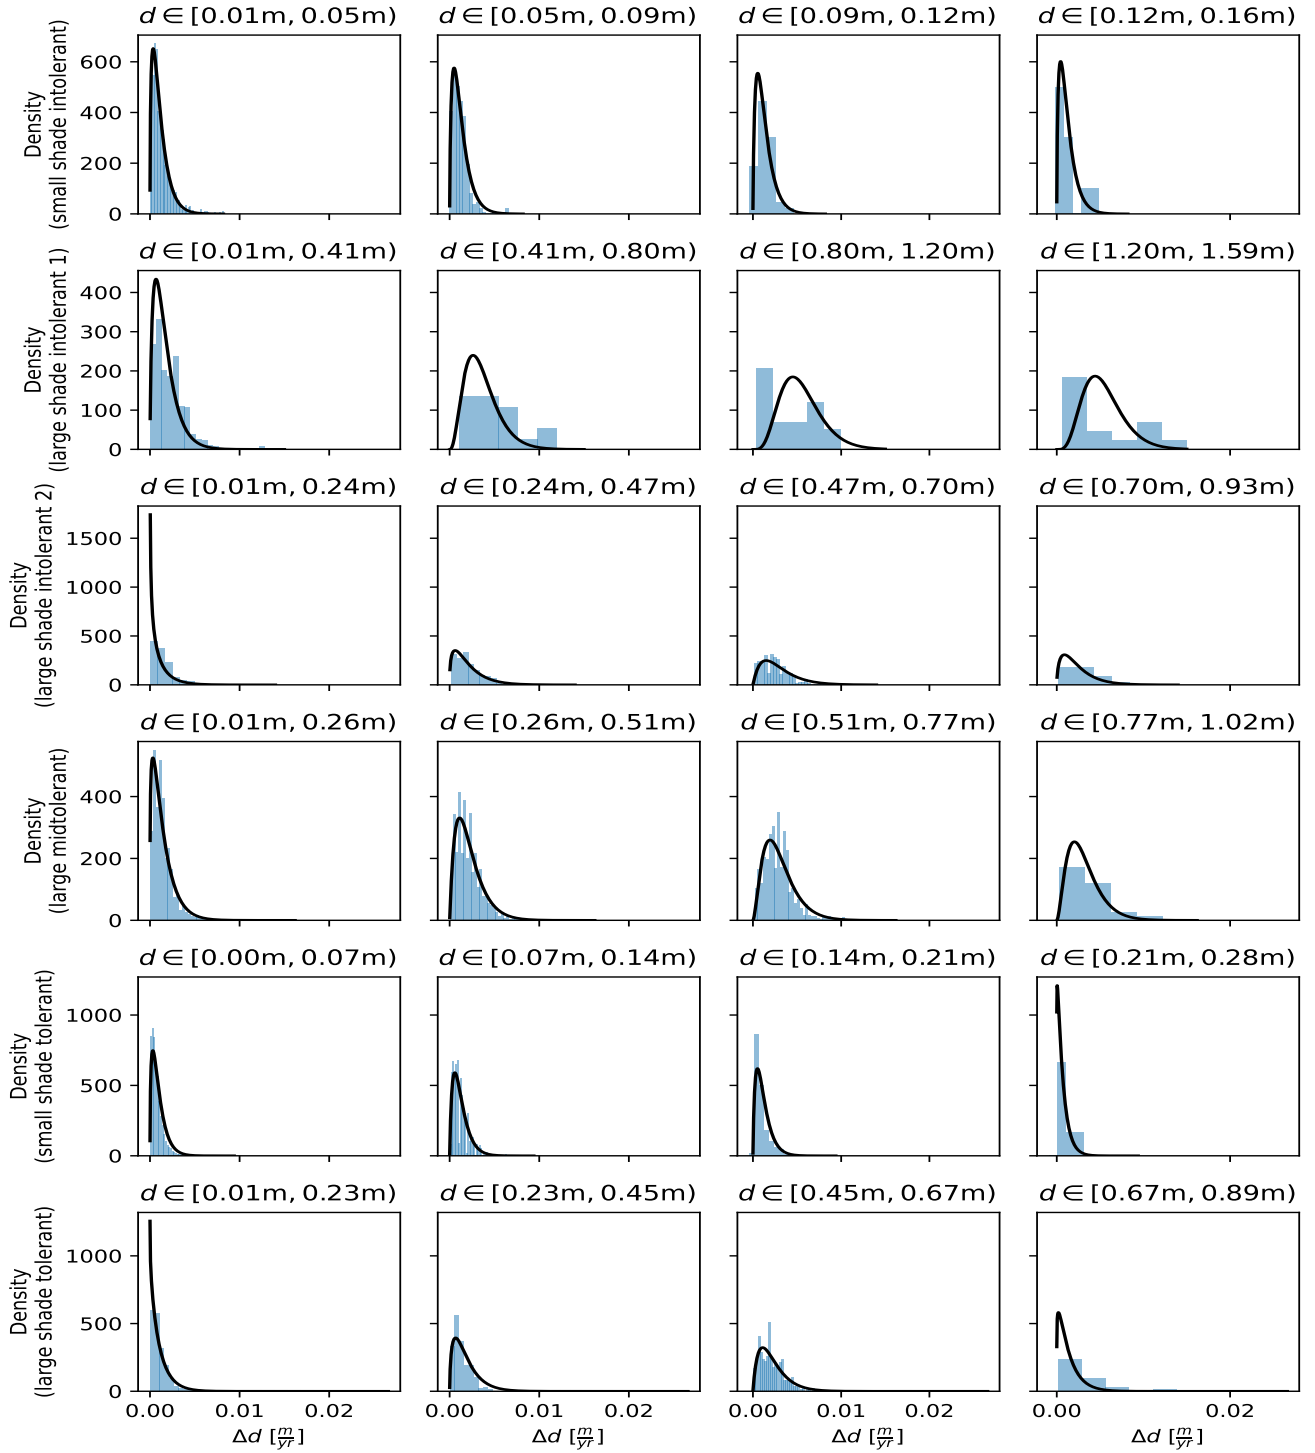 d ∈ [0.01m, 0.05m) d ∈ [0.05m, 0.09m) d ∈ [0.09m, 0.12m) d ∈ [0.12m, 0.16m)
Density
(small shade intolerant)
600
400
200
0
d ∈ [0.01m, 0.41m) d ∈ [0.41m, 0.80m) d ∈ [0.80m, 1.20m) d ∈ [1.20m, 1.59m)
Density
(large shade intolerant 1)
400
300
200
100
0
d ∈ [0.01m, 0.24m) d ∈ [0.24m, 0.47m) d ∈ [0.47m, 0.70m) d ∈ [0.70m, 0.93m)
Density
(large shade intolerant 2)
1500
1000
500
0
d ∈ [0.01m, 0.26m) d ∈ [0.26m, 0.51m) d ∈ [0.51m, 0.77m) d ∈ [0.77m, 1.02m)
Density
(large midtolerant)
400
200
0
d ∈ [0.00m, 0.07m) d ∈ [0.07m, 0.14m) d ∈ [0.14m, 0.21m) d ∈ [0.21m, 0.28m)
Density
(small shade tolerant)
1000
500
0
d ∈ [0.01m, 0.23m) d ∈ [0.23m, 0.45m) d ∈ [0.45m, 0.67m) d ∈ [0.67m, 0.89m)
Density
(large shade tolerant)
1000
500
0
0.00 0.01 0.02 0.00 0.01 0.02 0.00 0.01 0.02 0.00 0.02
Δd [m/yr] Δd [m/yr] Δd [m/yr] Δd [m/yr]